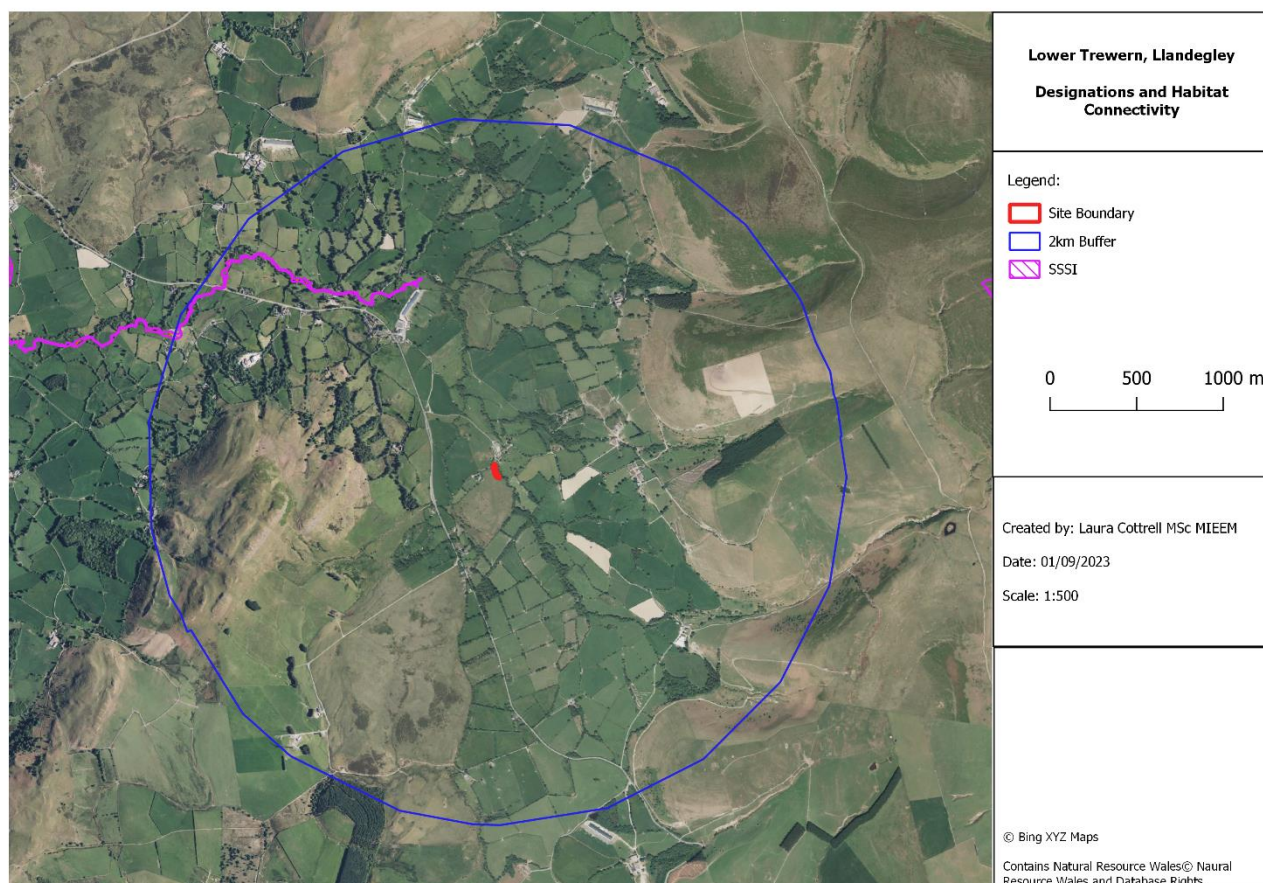 Lower Trewern, Llandegley
Designations and Habitat
Connectivity
Legend:
Site Boundary
2km Buffer
SSSI
0 500 1000 m
Created by: Laura Cottrell MSc MIEEM
Date: 01/09/2023
Scale: 1:500
© Bing XYZ Maps
Contains Natural Resource Wales© Naural
Resource Wales and Database Rights